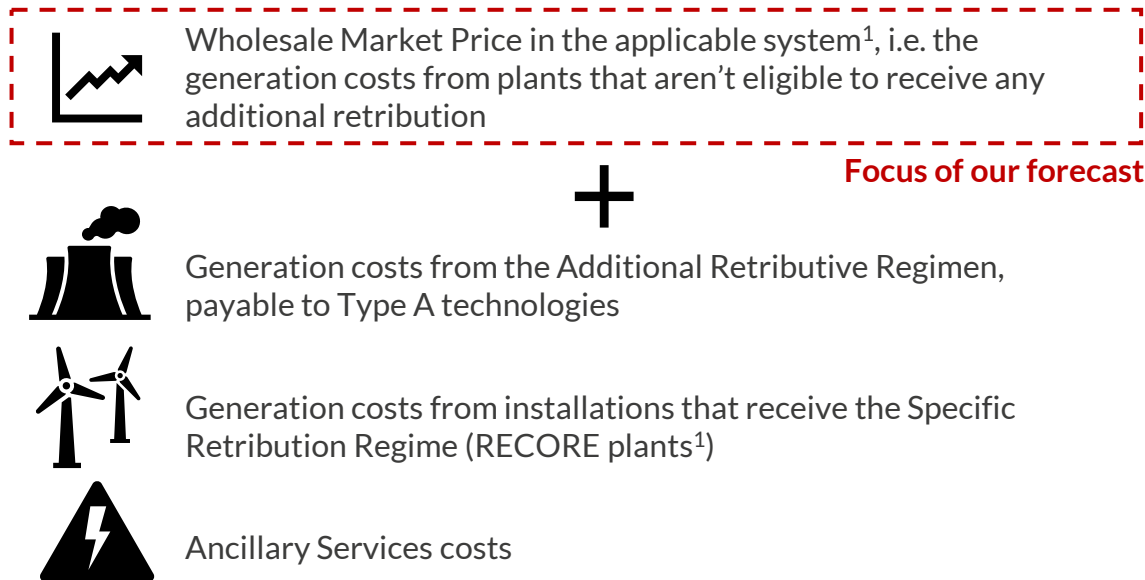 Wholesale Market Price in the applicable system¹, i.e. the
generation costs from plants that aren’t eligible to receive any
additional retribution
Focus of our forecast
+
Generation costs from the Additional Retributive Regimen,
payable to Type A technologies
Generation costs from installations that receive the Specific
Retribution Regime (RECORE plants¹)
Ancillary Services costs